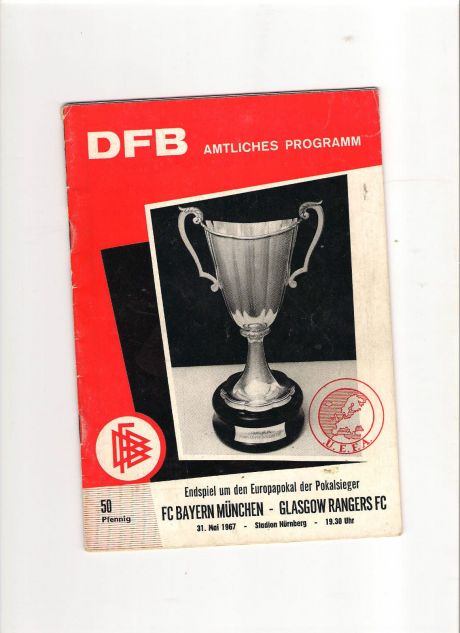 DFB AMTLICHES PROGRAMM
U.E.F.A.
Endspiel um den Europapokal der Pokalsieger
50
Pfennig
FC BAYERN MÜNCHEN - GLASGOW RANGERS FC
31. Mai 1967 - Stadion Nürnberg - 19.30 Uhr